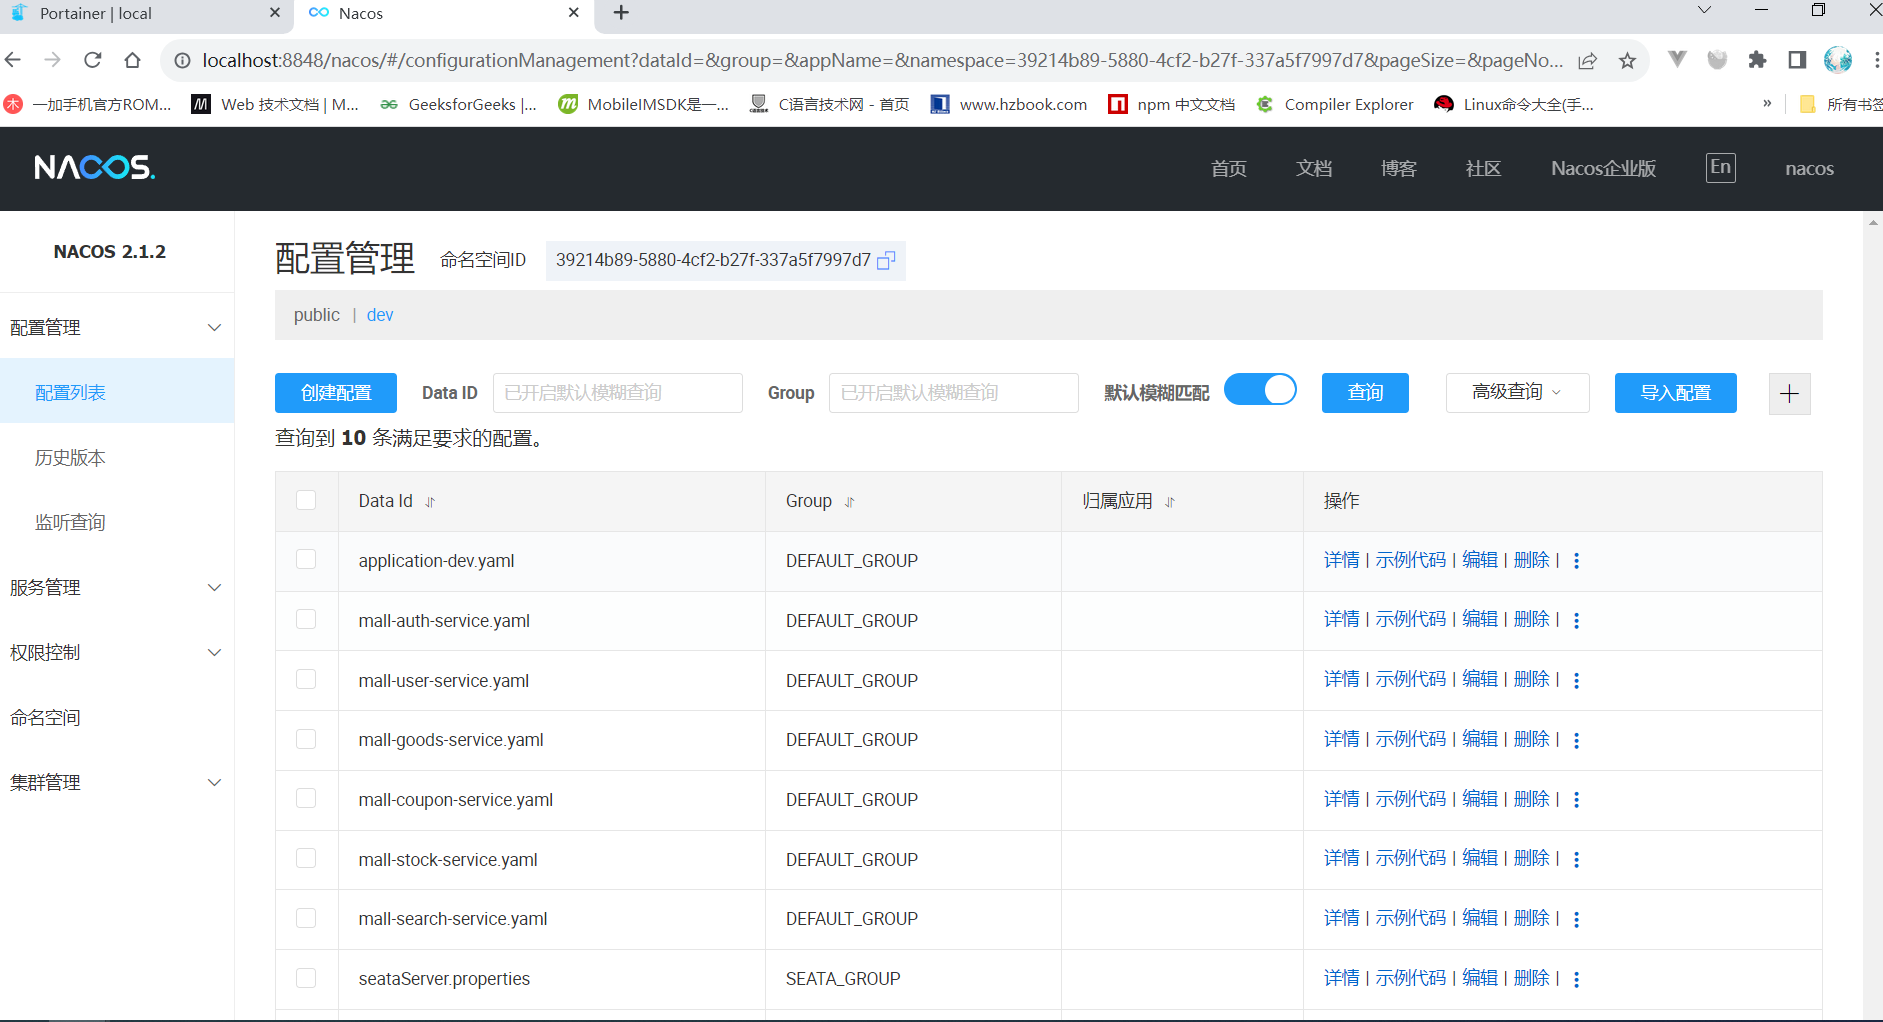 Portainer | local
Nacos
localhost:8848/nacos/#/configurationManagement?dataId=&group=&appName=&namespace=39214b89-5880-4cf2-b27f-337a5f7997d7&pageSize=&pageNo...
一加手机官方ROM... Web 技术文档 | M... GeeksforGeeks |... MobileIMSDK是一... C语言技术网 - 首页 www.hzbook.com npm 中文文档 Compiler Explorer Linux命令大全(手... » 所有书签
NACOS. 首页 文档 博客 社区 Nacos企业版 En nacos
NACOS 2.1.2
配置管理
配置列表
历史版本
监听查询
服务管理
权限控制
命名空间
集群管理
配置管理 命名空间ID 39214b89-5880-4cf2-b27f-337a5f7997d7
public | dev
创建配置 Data ID 已开启默认模糊查询 Group 已开启默认模糊查询 默认模糊匹配 查询 高级查询 导入配置
查询到 10 条满足要求的配置。
Data Id Group 归属应用 操作
application-dev.yaml DEFAULT_GROUP 详情 | 示例代码 | 编辑 | 删除 |
mall-auth-service.yaml DEFAULT_GROUP 详情 | 示例代码 | 编辑 | 删除 |
mall-user-service.yaml DEFAULT_GROUP 详情 | 示例代码 | 编辑 | 删除 |
mall-goods-service.yaml DEFAULT_GROUP 详情 | 示例代码 | 编辑 | 删除 |
mall-coupon-service.yaml DEFAULT_GROUP 详情 | 示例代码 | 编辑 | 删除 |
mall-stock-service.yaml DEFAULT_GROUP 详情 | 示例代码 | 编辑 | 删除 |
mall-search-service.yaml DEFAULT_GROUP 详情 | 示例代码 | 编辑 | 删除 |
seataServer.properties SEATA_GROUP 详情 | 示例代码 | 编辑 | 删除 |